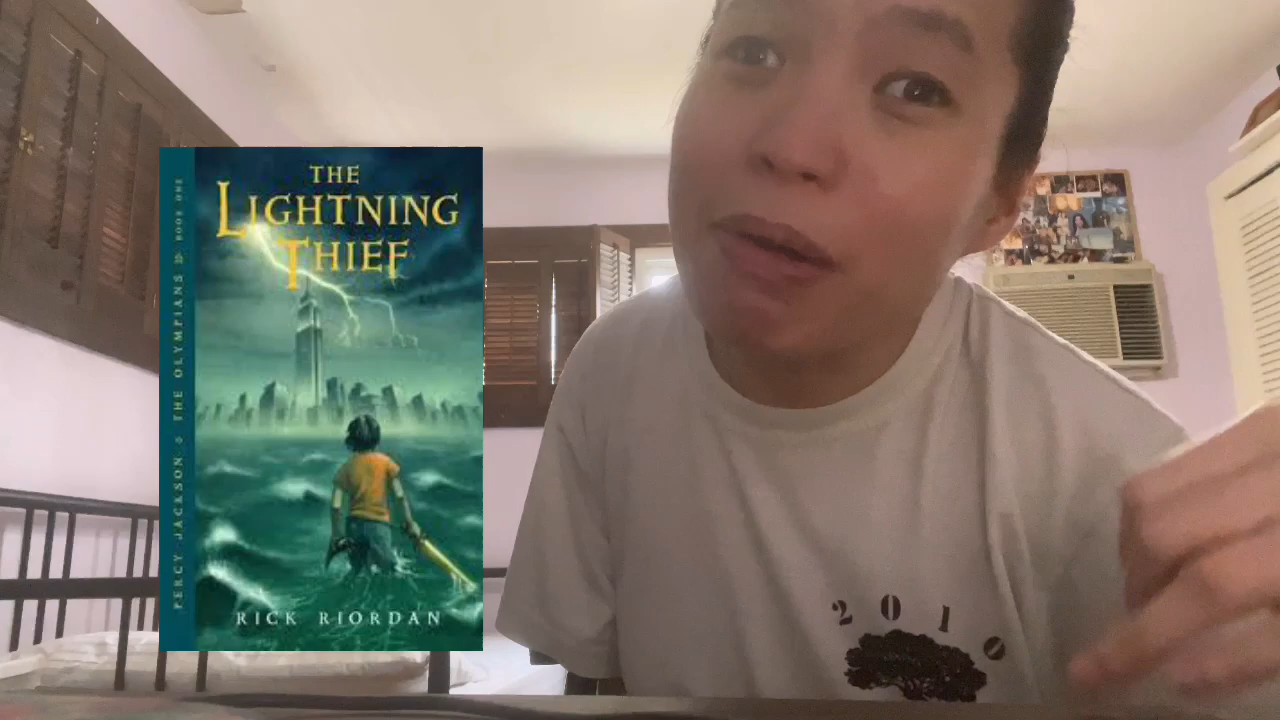 THE
LIGHTNING
THIEF
PERCY JACKSON & THE OLYMPIANS BOOK ONE
RICK RIORDAN
2010